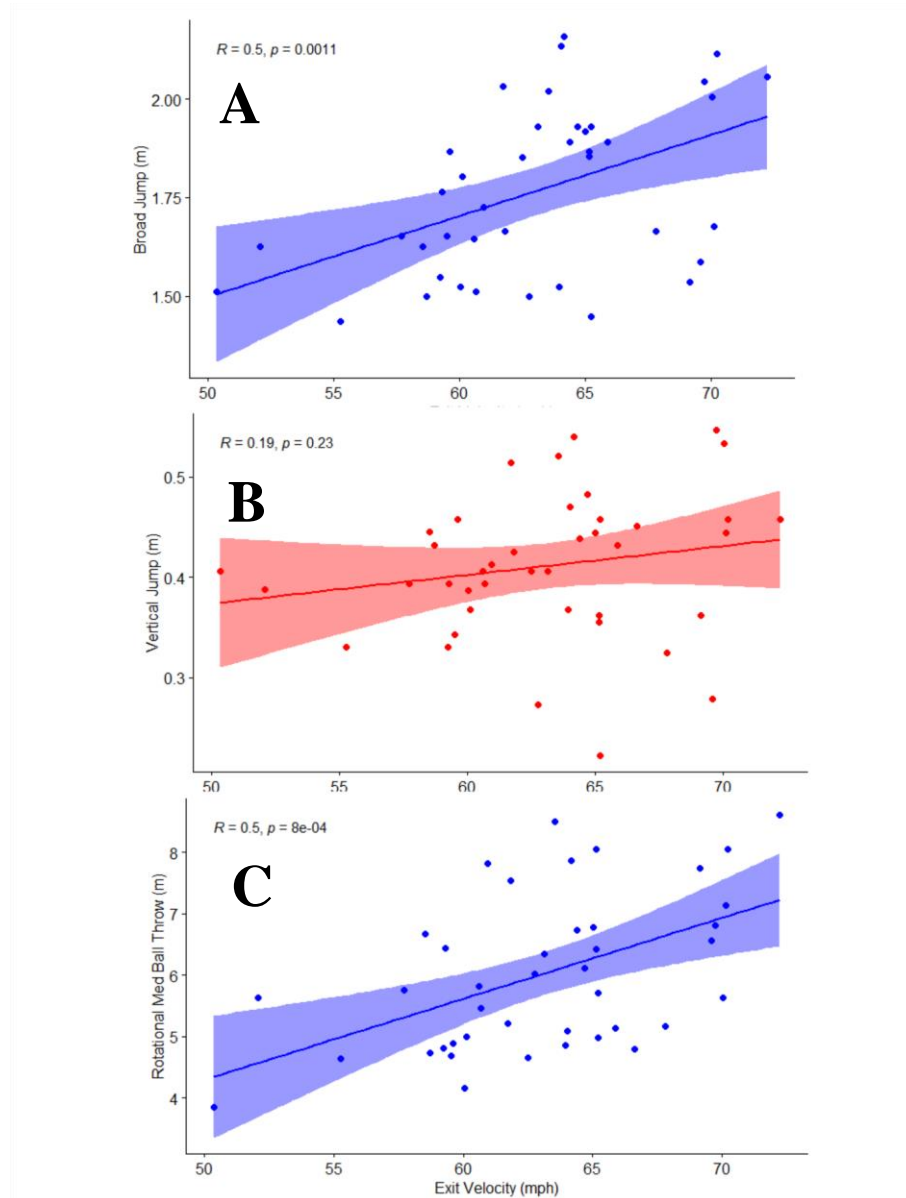 R = 0.5, p = 0.0011
A
Broad Jump (m)
2.00
1.75
1.50
50 55 60 65 70
R = 0.19, p = 0.23
B
Vertical Jump (m)
0.5
0.4
0.3
50 55 60 65 70
R = 0.5, p = 8e-04
C
Rotational Med Ball Throw (m)
8
7
6
5
4
50 55 60 65 70
Exit Velocity (mph)